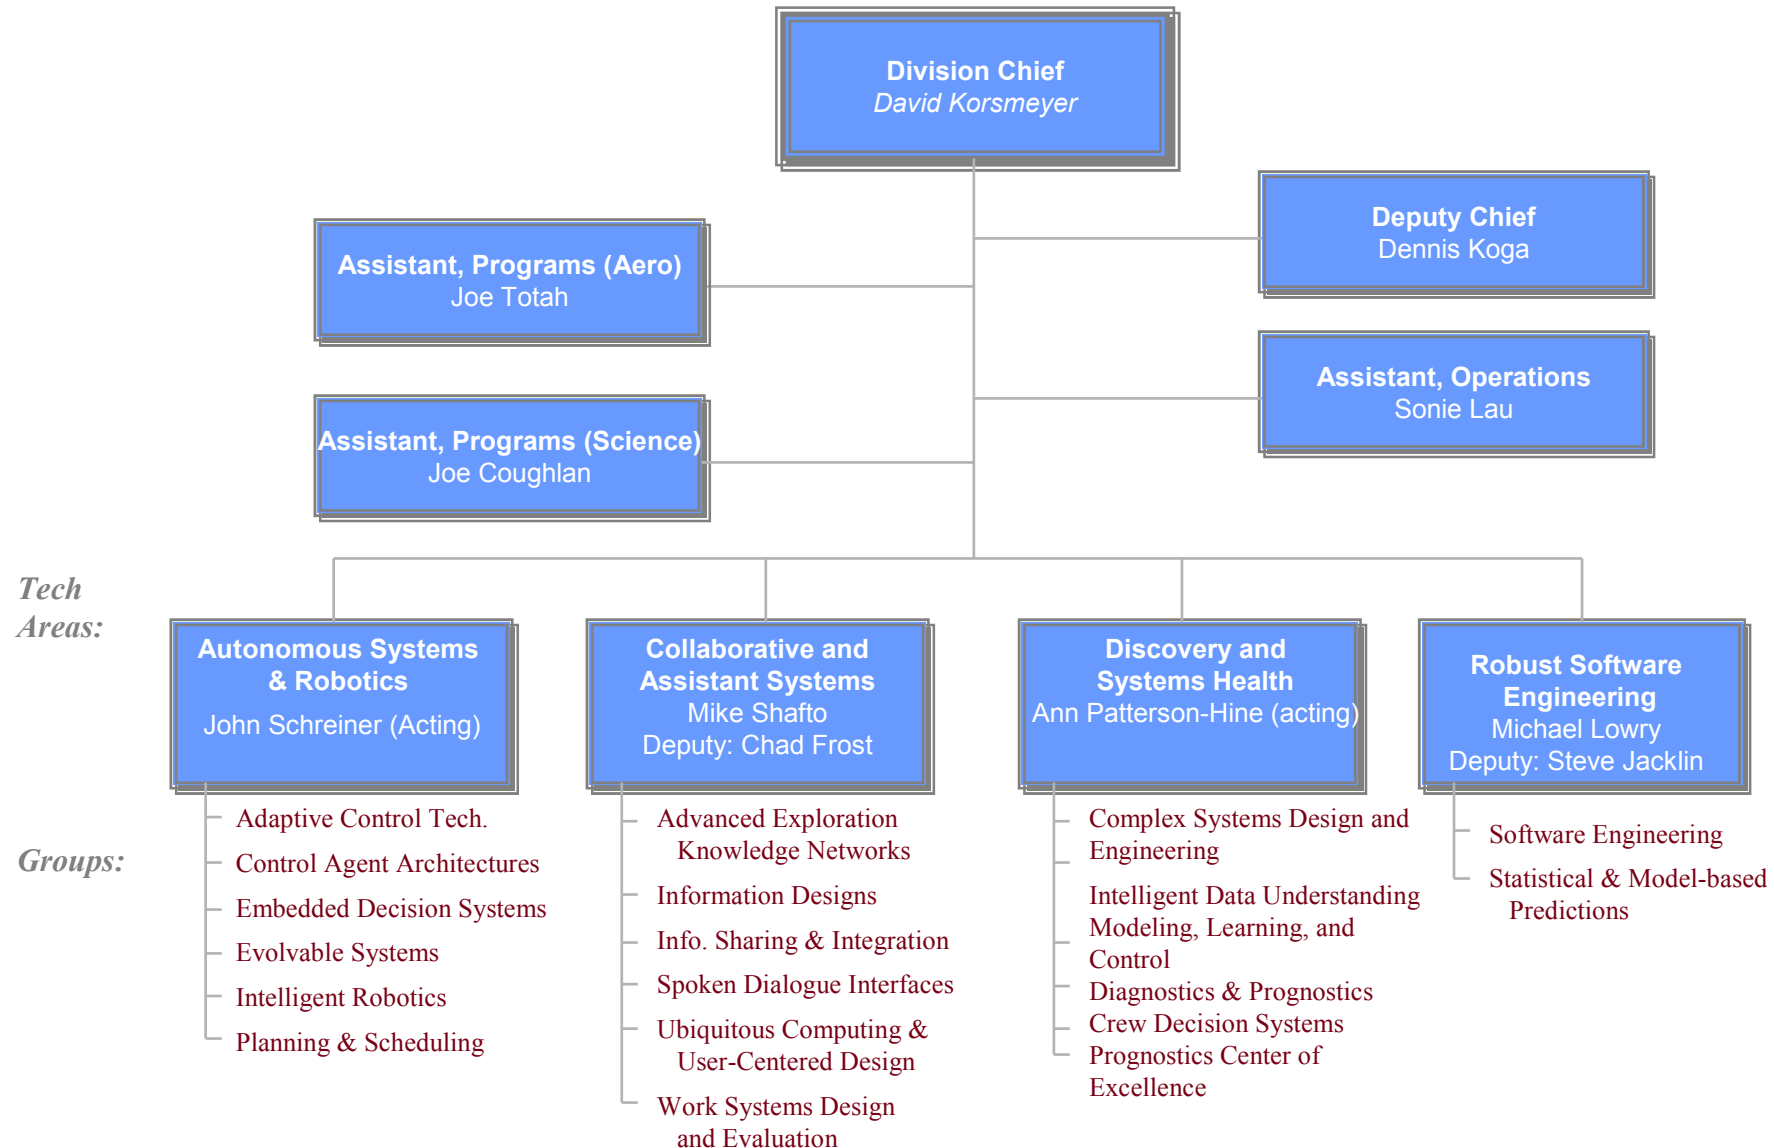 Division Chief
David Korsmeyer
Deputy Chief
Dennis Koga
Assistant, Programs (Aero)
Joe Totah
Assistant, Operations
Sonie Lau
Assistant, Programs (Science)
Joe Coughlan
Tech
Areas:
Autonomous Systems
& Robotics
John Schreiner (Acting)
Collaborative and
Assistant Systems
Mike Shafto
Deputy: Chad Frost
Discovery and
Systems Health
Ann Patterson-Hine (acting)
Robust Software
Engineering
Michael Lowry
Deputy: Steve Jacklin
Groups:
Adaptive Control Tech.
Control Agent Architectures
Embedded Decision Systems
Evolvable Systems
Intelligent Robotics
Planning & Scheduling
Advanced Exploration
Knowledge Networks
Information Designs
Info. Sharing & Integration
Spoken Dialogue Interfaces
Ubiquitous Computing &
User-Centered Design
Work Systems Design
and Evaluation
Complex Systems Design and
Engineering
Intelligent Data Understanding
Modeling, Learning, and
Control
Diagnostics & Prognostics
Crew Decision Systems
Prognostics Center of
Excellence
Software Engineering
Statistical & Model-based
Predictions